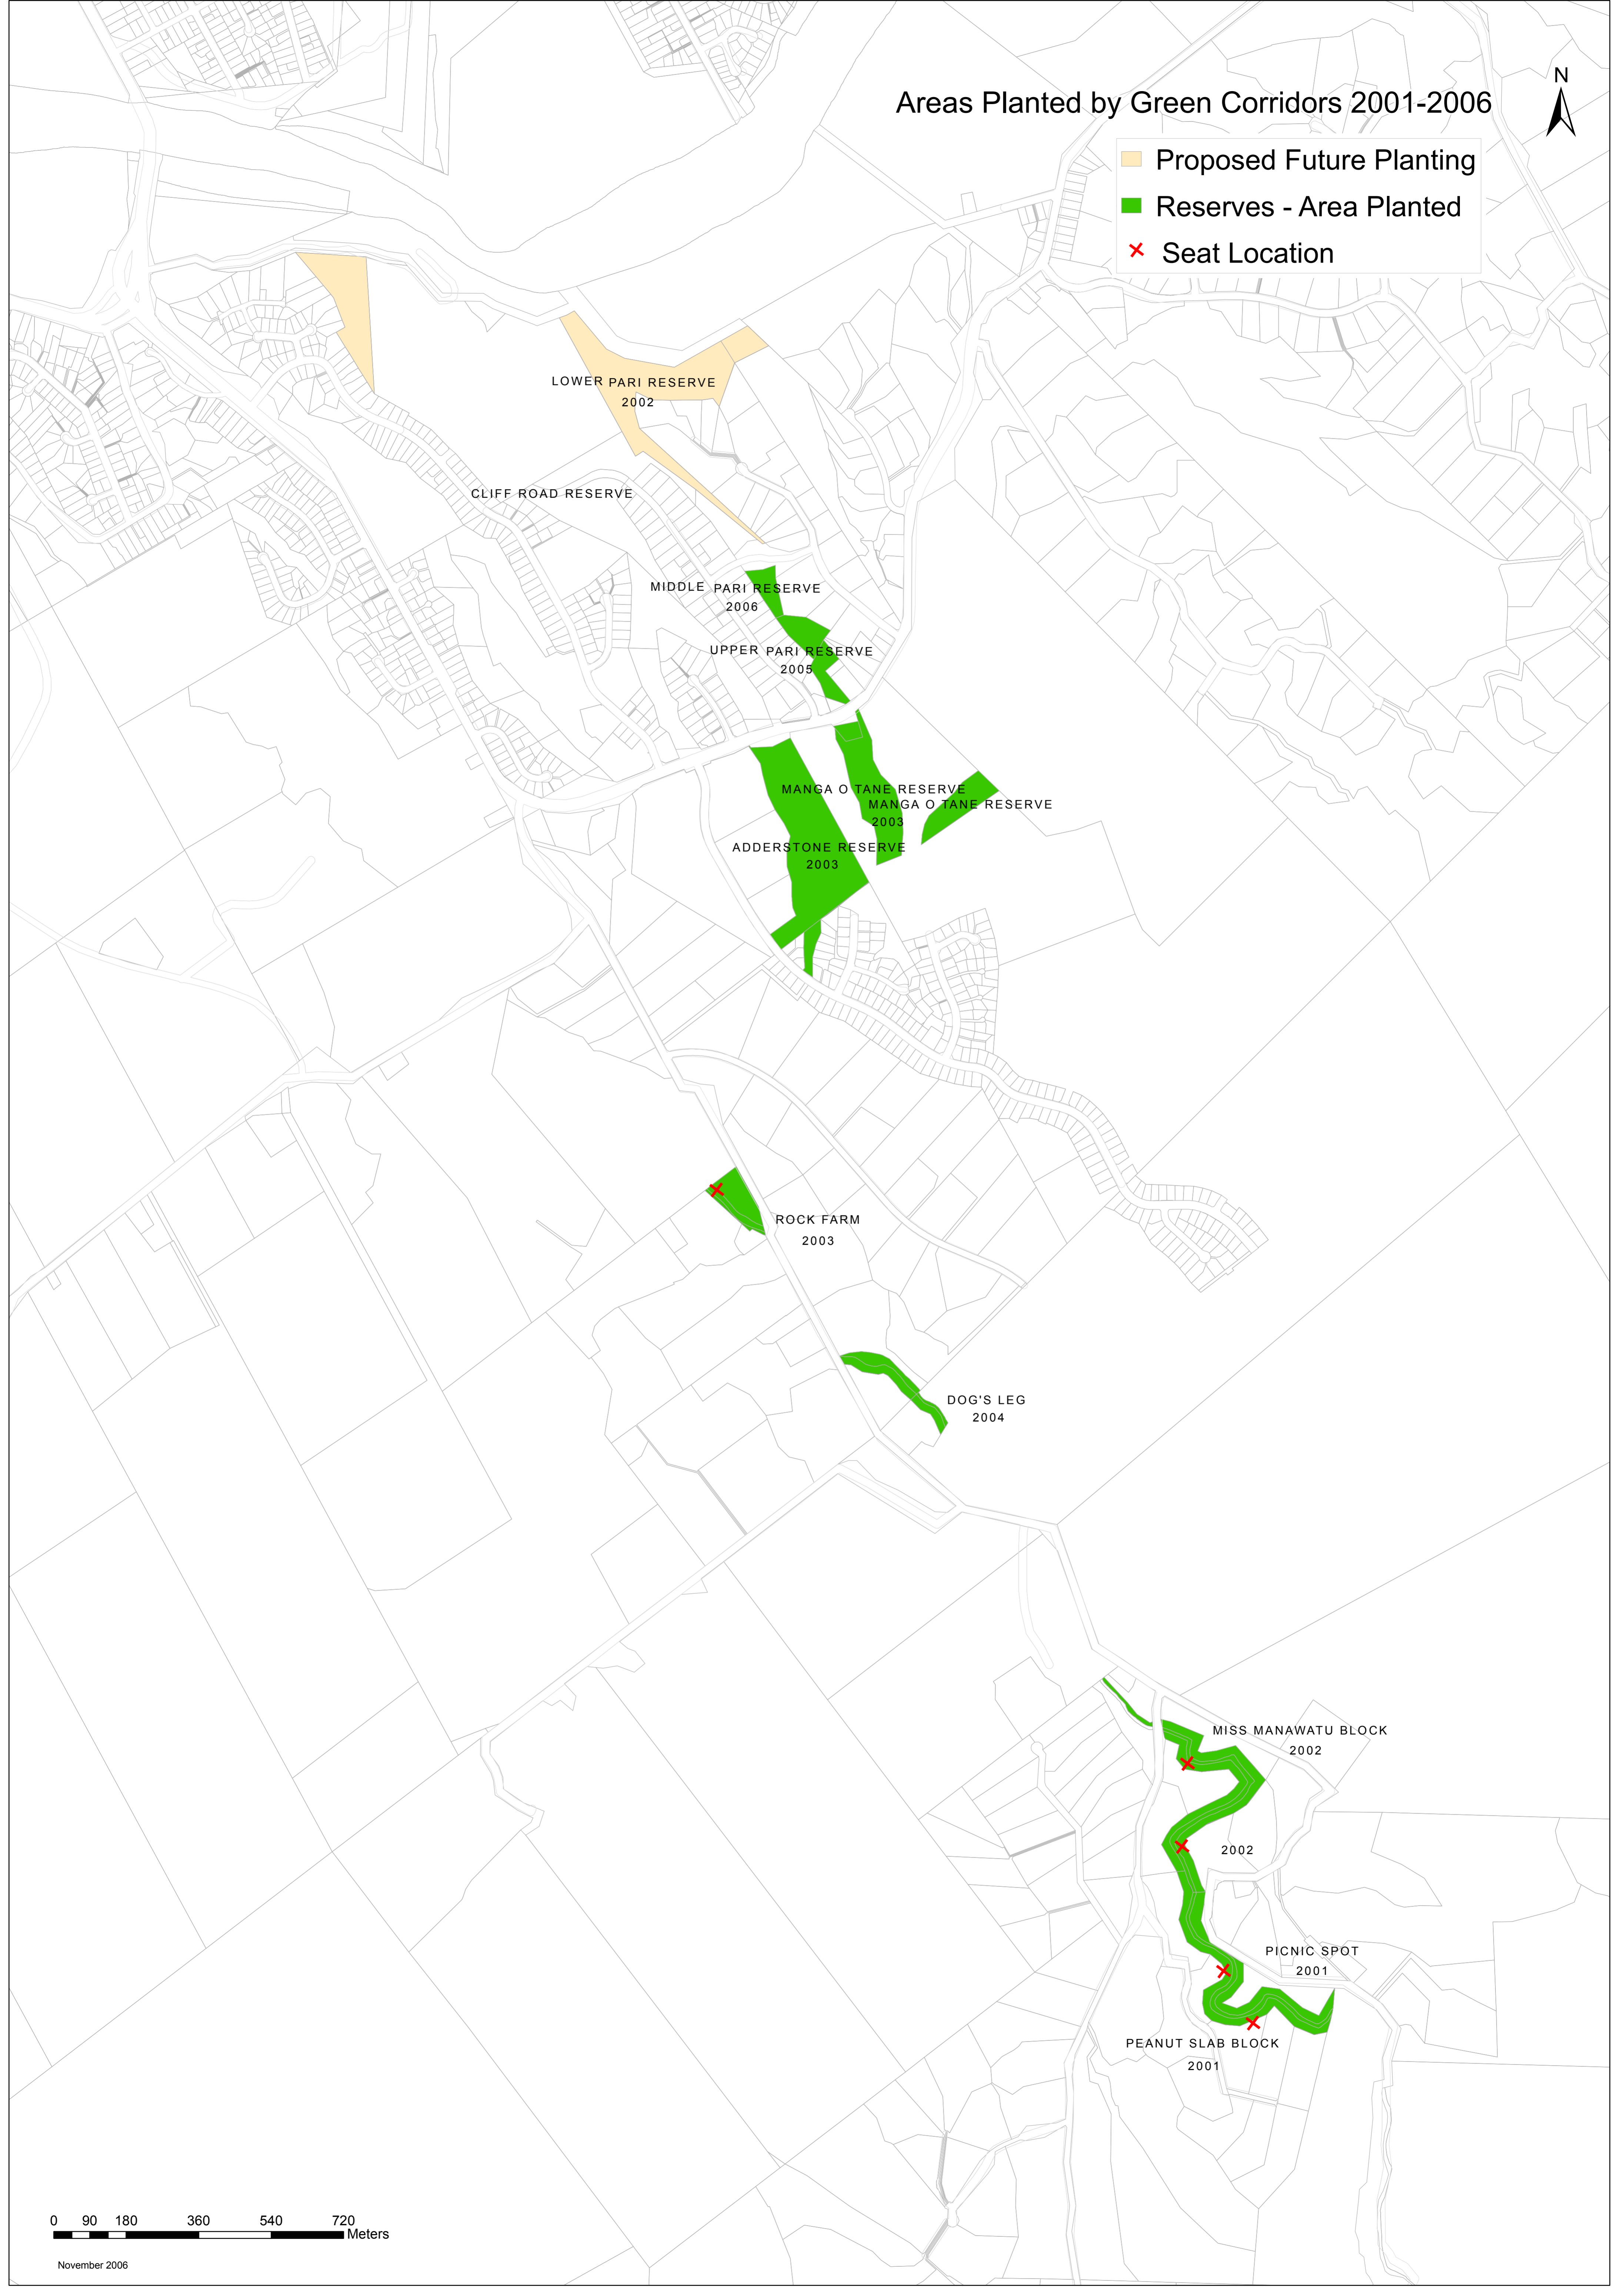 N
Areas Planted by Green Corridors 2001-2006
Proposed Future Planting
Reserves - Area Planted
Seat Location
LOWER PARI RESERVE
2002
CLIFF ROAD RESERVE
MIDDLE PARI RESERVE
2006
UPPER PARI RESERVE
2005
MANGA O TANE RESERVE
MANGA O TANE RESERVE
2003
ADDERSTONE RESERVE
2003
ROCK FARM
2003
DOG'S LEG
2004
MISS MANAWATU BLOCK
2002
2002
PICNIC SPOT
2001
PEANUT SLAB BLOCK
2001
0 90 180 360 540 720
Meters
November 2006